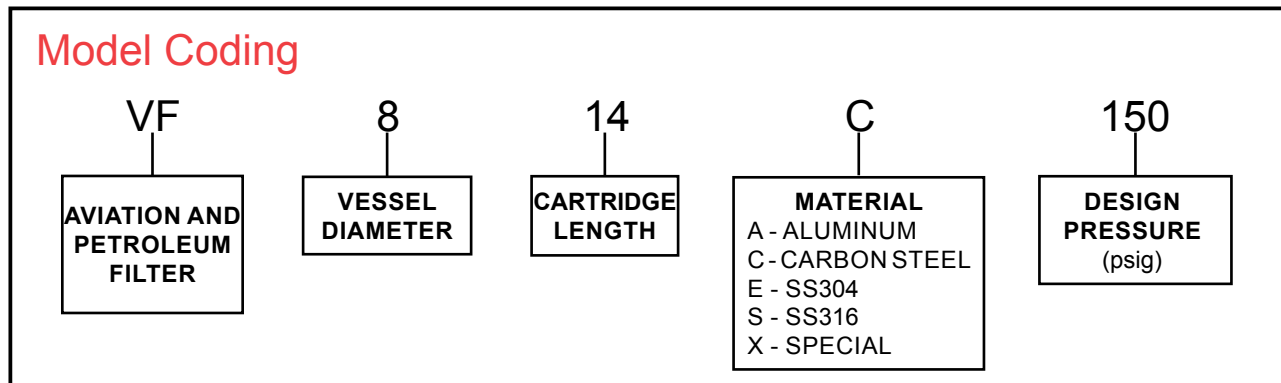 Model Coding
VF 8 14 C 150
AVIATION AND
PETROLEUM
FILTER
VESSEL
DIAMETER
CARTRIDGE
LENGTH
MATERIAL
A - ALUMINUM
C - CARBON STEEL
E - SS304
S - SS316
X - SPECIAL
DESIGN
PRESSURE
(psig)